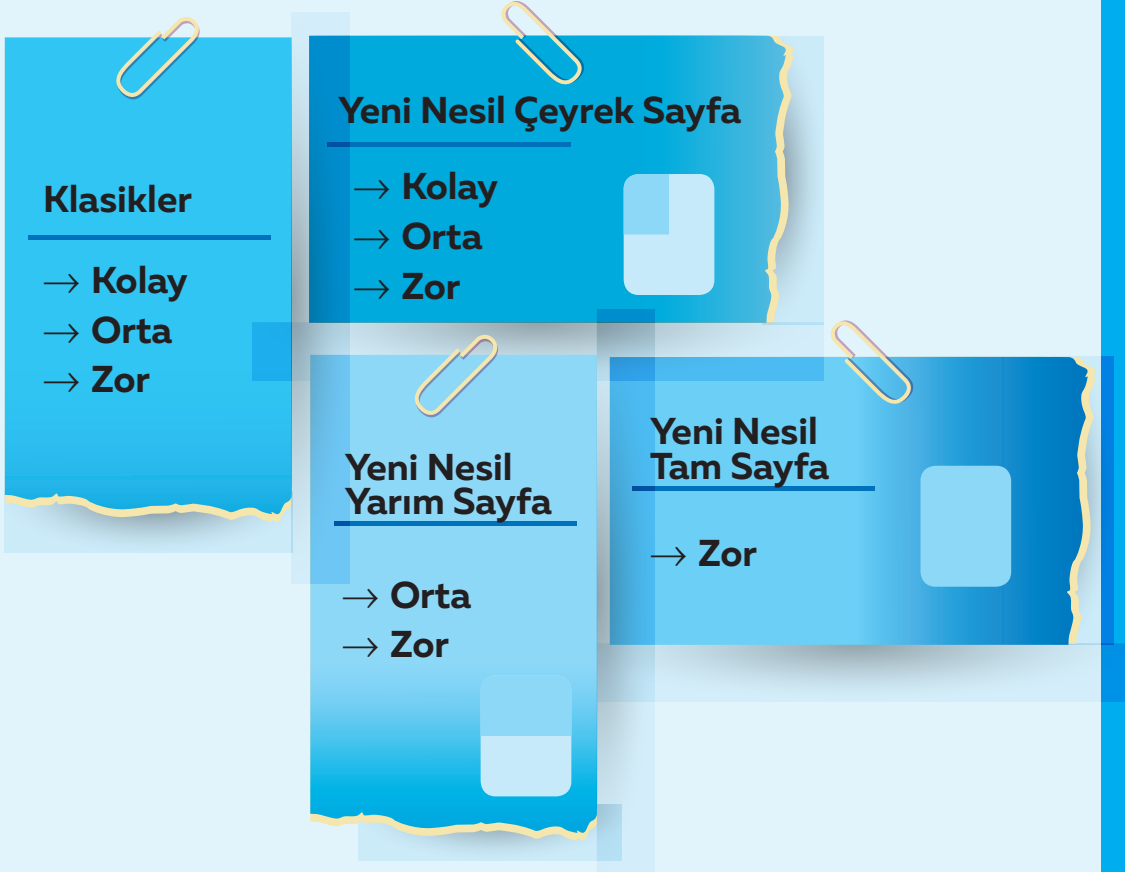 Klasikler
→ Kolay
→ Orta
→ Zor
Yeni Nesil Çeyrek Sayfa
→ Kolay
→ Orta
→ Zor
Yeni Nesil
Yarım Sayfa
→ Orta
→ Zor
Yeni Nesil
Tam Sayfa
→ Zor